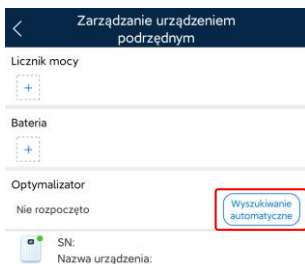 Zarządzanie urządzeniem
podrzędnym
Licznik mocy
+
Bateria
+
Optymalizator
Nie rozpoczęto
Wyszukiwanie
automatyczne
SN:
Nazwa urządzenia: